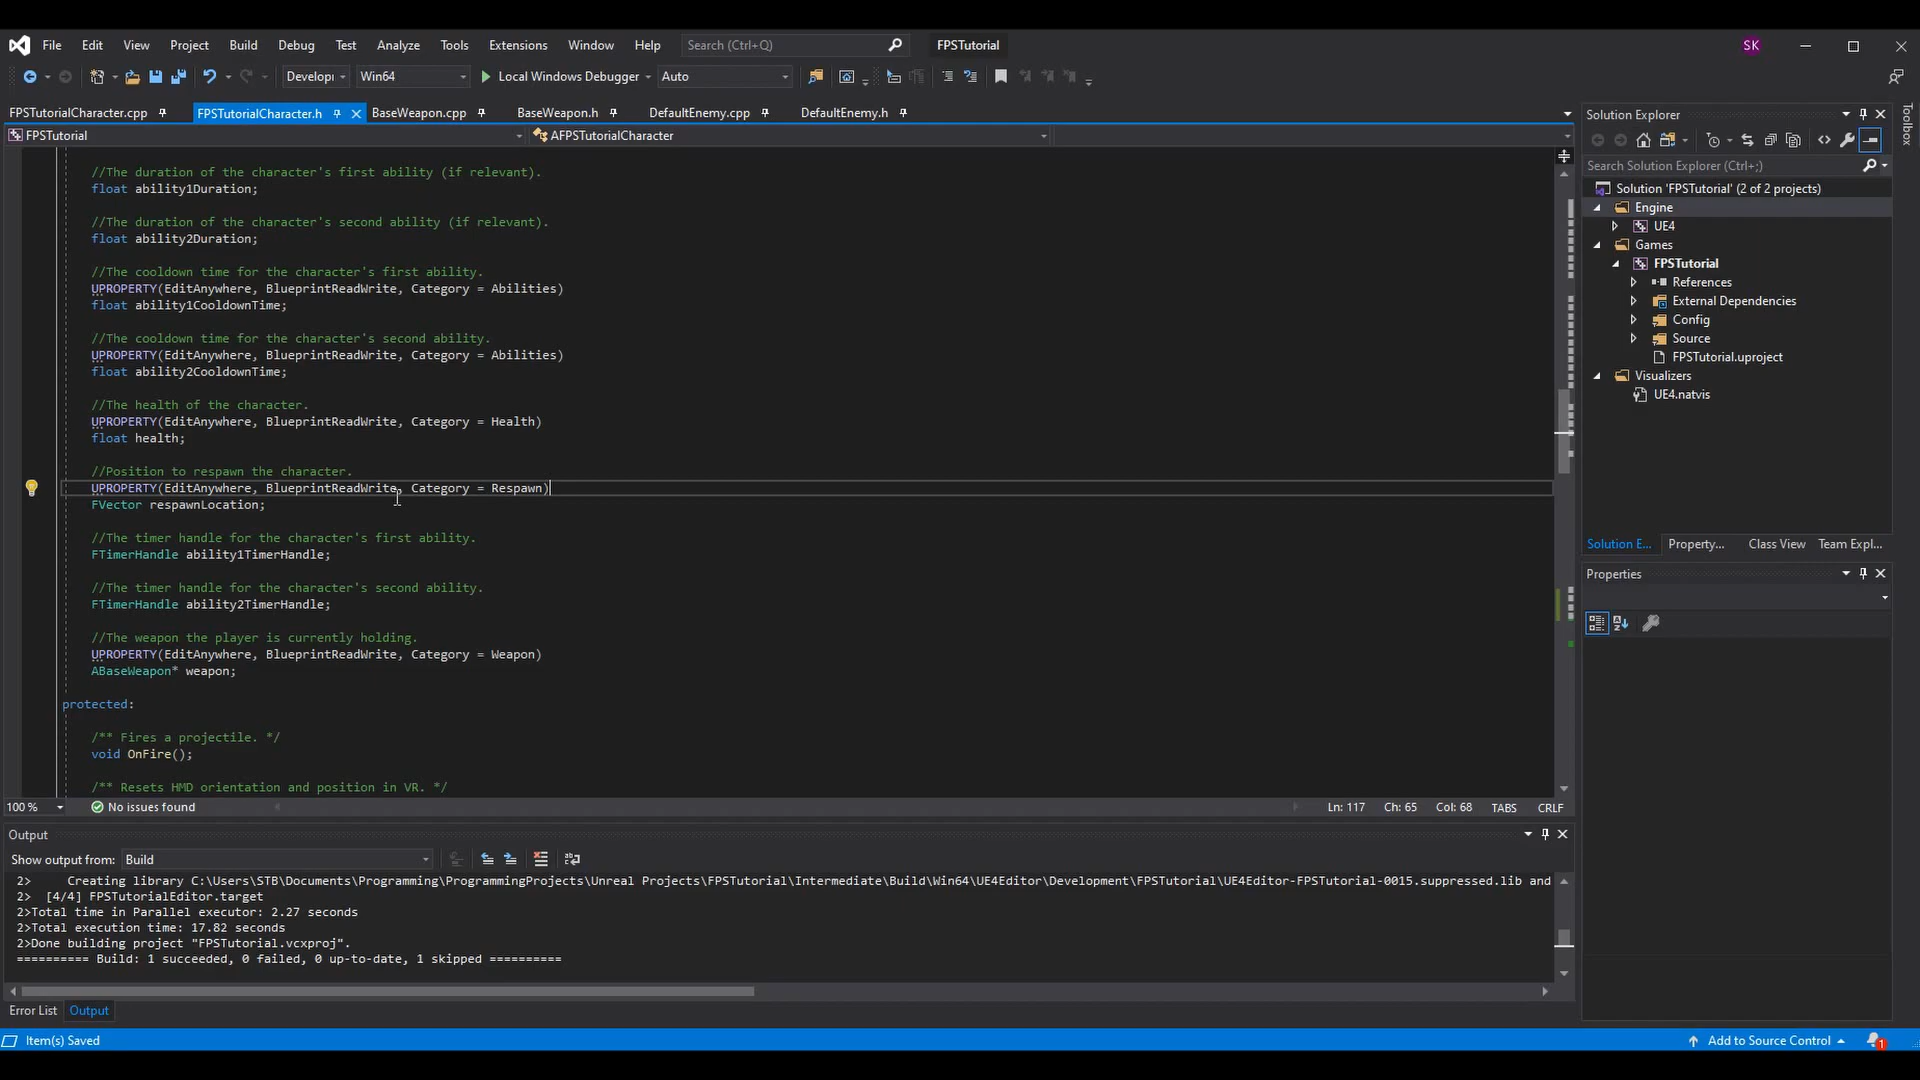 File Edit View Project Build Debug Test Analyze Tools Extensions Window Help Search (Ctrl+Q) FPSTutorial SK
Develop Win64 Local Windows Debugger Auto
FPSTutorialCharacter.cpp FPSTutorialCharacter.h BaseWeapon.cpp BaseWeapon.h DefaultEnemy.cpp DefaultEnemy.h
FPSTutorial AFPSTutorialCharacter
//The duration of the character's first ability (if relevant).
float ability1Duration;
//The duration of the character's second ability (if relevant).
float ability2Duration;
//The cooldown time for the character's first ability.
UPROPERTY(EditAnywhere, BlueprintReadWrite, Category = Abilities)
float ability1CooldownTime;
//The cooldown time for the character's second ability.
UPROPERTY(EditAnywhere, BlueprintReadWrite, Category = Abilities)
float ability2CooldownTime;
//The health of the character.
UPROPERTY(EditAnywhere, BlueprintReadWrite, Category = Health)
float health;
//Position to respawn the character.
UPROPERTY(EditAnywhere, BlueprintReadWrite, Category = Respawn)
FVector respawnLocation;
//The timer handle for the character's first ability.
FTimerHandle ability1TimerHandle;
//The timer handle for the character's second ability.
FTimerHandle ability2TimerHandle;
//The weapon the player is currently holding.
UPROPERTY(EditAnywhere, BlueprintReadWrite, Category = Weapon)
ABaseWeapon* weapon;
protected:
/** Fires a projectile. */
void OnFire();
/** Resets HMD orientation and position in VR. */
100 % No issues found Ln: 117 Ch: 65 Col: 68 TABS CRLF
Output
Show output from: Build
2> Creating library C:\Users\STB\Documents\Programming\ProgrammingProjects\Unreal Projects\FPSTutorial\Intermediate\Build\Win64\UE4Editor\Development\FPSTutorial\UE4Editor-FPSTutorial-0015.suppressed.lib and
2> [4/4] FPSTutorialEditor.target
2>Total time in Parallel executor: 2.27 seconds
2>Total execution time: 17.82 seconds
2>Done building project "FPSTutorial.vcxproj".
========== Build: 1 succeeded, 0 failed, 0 up-to-date, 1 skipped ==========
Error List Output
Item(s) Saved Add to Source Control 1
Solution Explorer
Search Solution Explorer (Ctrl+;)
Solution 'FPSTutorial' (2 of 2 projects)
Engine
UE4
Games
FPSTutorial
References
External Dependencies
Config
Source
FPSTutorial.uproject
Visualizers
UE4.natvis
Solution E... Property... Class View Team Expl...
Properties
Toolbox